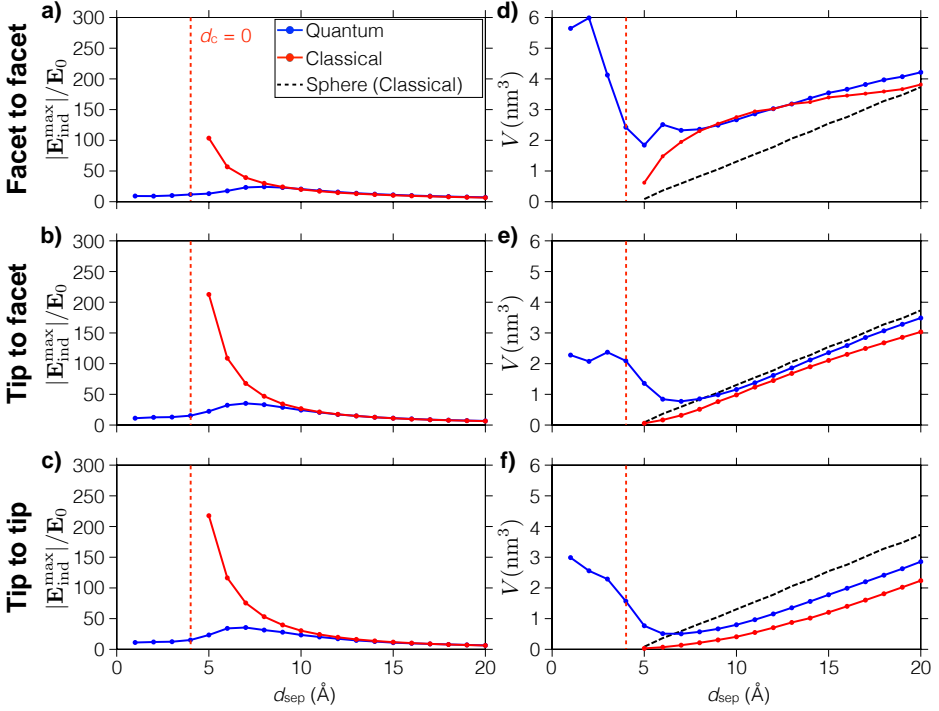 Facet to facet
a)
|E_ind^max|/E_0
300
250
200
150
100
50
0
d_c = 0
Quantum
Classical
Sphere (Classical)
d)
V (nm^3)
6
5
4
3
2
1
0
Tip to facet
b)
|E_ind^max|/E_0
300
250
200
150
100
50
0
e)
V (nm^3)
6
5
4
3
2
1
0
Tip to tip
c)
|E_ind^max|/E_0
300
250
200
150
100
50
0
0 5 10 15 20
d_sep (Å)
f)
V (nm^3)
6
5
4
3
2
1
0
0 5 10 15 20
d_sep (Å)